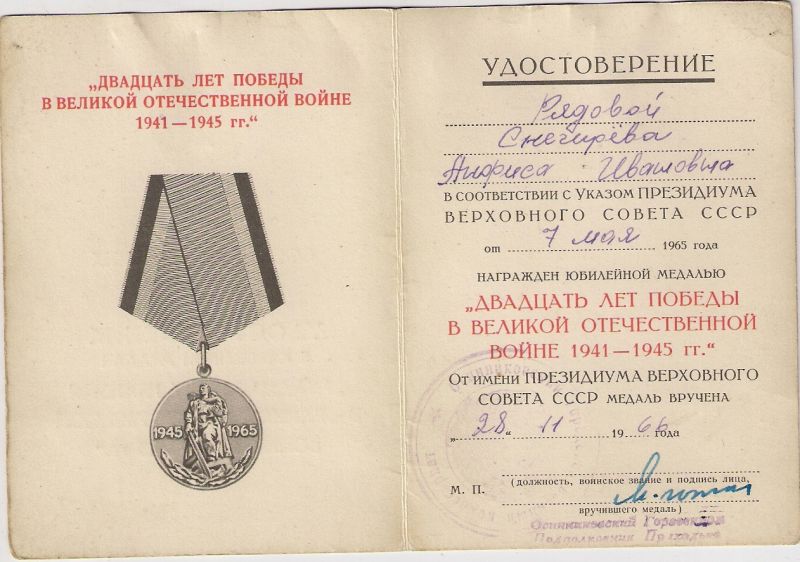 „ДВАДЦАТЬ ЛЕТ ПОБЕДЫ
В ВЕЛИКОЙ ОТЕЧЕСТВЕННОЙ ВОЙНЕ
1941—1945 гг.“
1945 1965
УДОСТОВЕРЕНИЕ
Рядовой
Снегирёва
Анфиса Ивановна
В СООТВЕТСТВИИ С УКАЗОМ ПРЕЗИДИУМА
ВЕРХОВНОГО СОВЕТА СССР
от 7 мая 1965 года
НАГРАЖДЕН ЮБИЛЕЙНОЙ МЕДАЛЬЮ
„ДВАДЦАТЬ ЛЕТ ПОБЕДЫ
В ВЕЛИКОЙ ОТЕЧЕСТВЕННОЙ
ВОЙНЕ 1941—1945 гг.“
ОТ ИМЕНИ ПРЕЗИДИУМА ВЕРХОВНОГО
СОВЕТА СССР МЕДАЛЬ ВРУЧЕНА
„28“ 11 1966 года
М. П.
(должность, воинское звание и подпись лица,
вручившего медаль)
Осинниковский
Подполковник